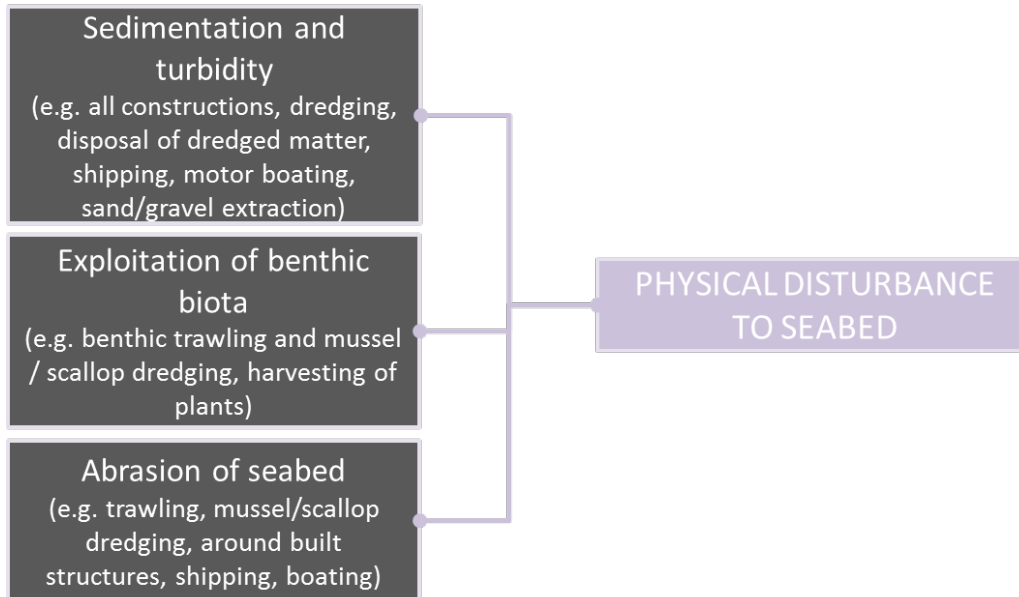 Sedimentation and
turbidity
(e.g. all constructions, dredging,
disposal of dredged matter,
shipping, motor boating,
sand/gravel extraction)
Exploitation of benthic
biota
(e.g. benthic trawling and mussel
/ scallop dredging, harvesting of
plants)
Abrasion of seabed
(e.g. trawling, mussel/scallop
dredging, around built
structures, shipping, boating)
PHYSICAL DISTURBANCE
TO SEABED